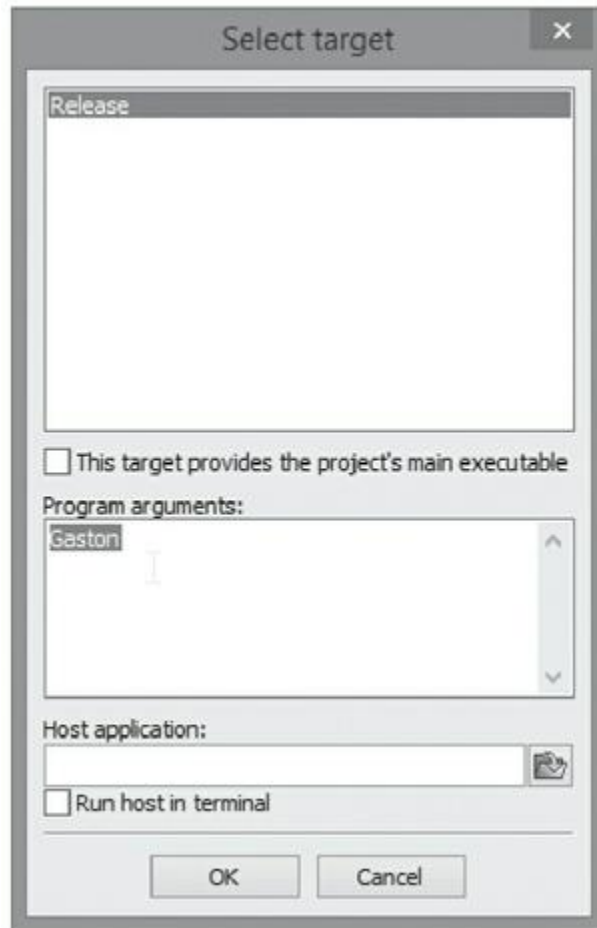 Select target
Release
This target provides the project's main executable
Program arguments:
Gaston
Host application:
Run host in terminal
OK
Cancel